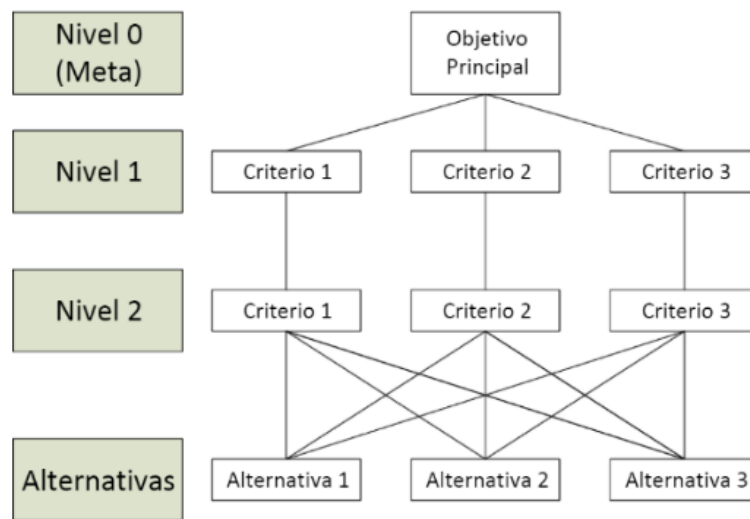 Nivel 0
(Meta)
Objetivo
Principal
Nivel 1
Criterio 1
Criterio 2
Criterio 3
Nivel 2
Criterio 1
Criterio 2
Criterio 3
Alternativas
Alternativa 1
Alternativa 2
Alternativa 3